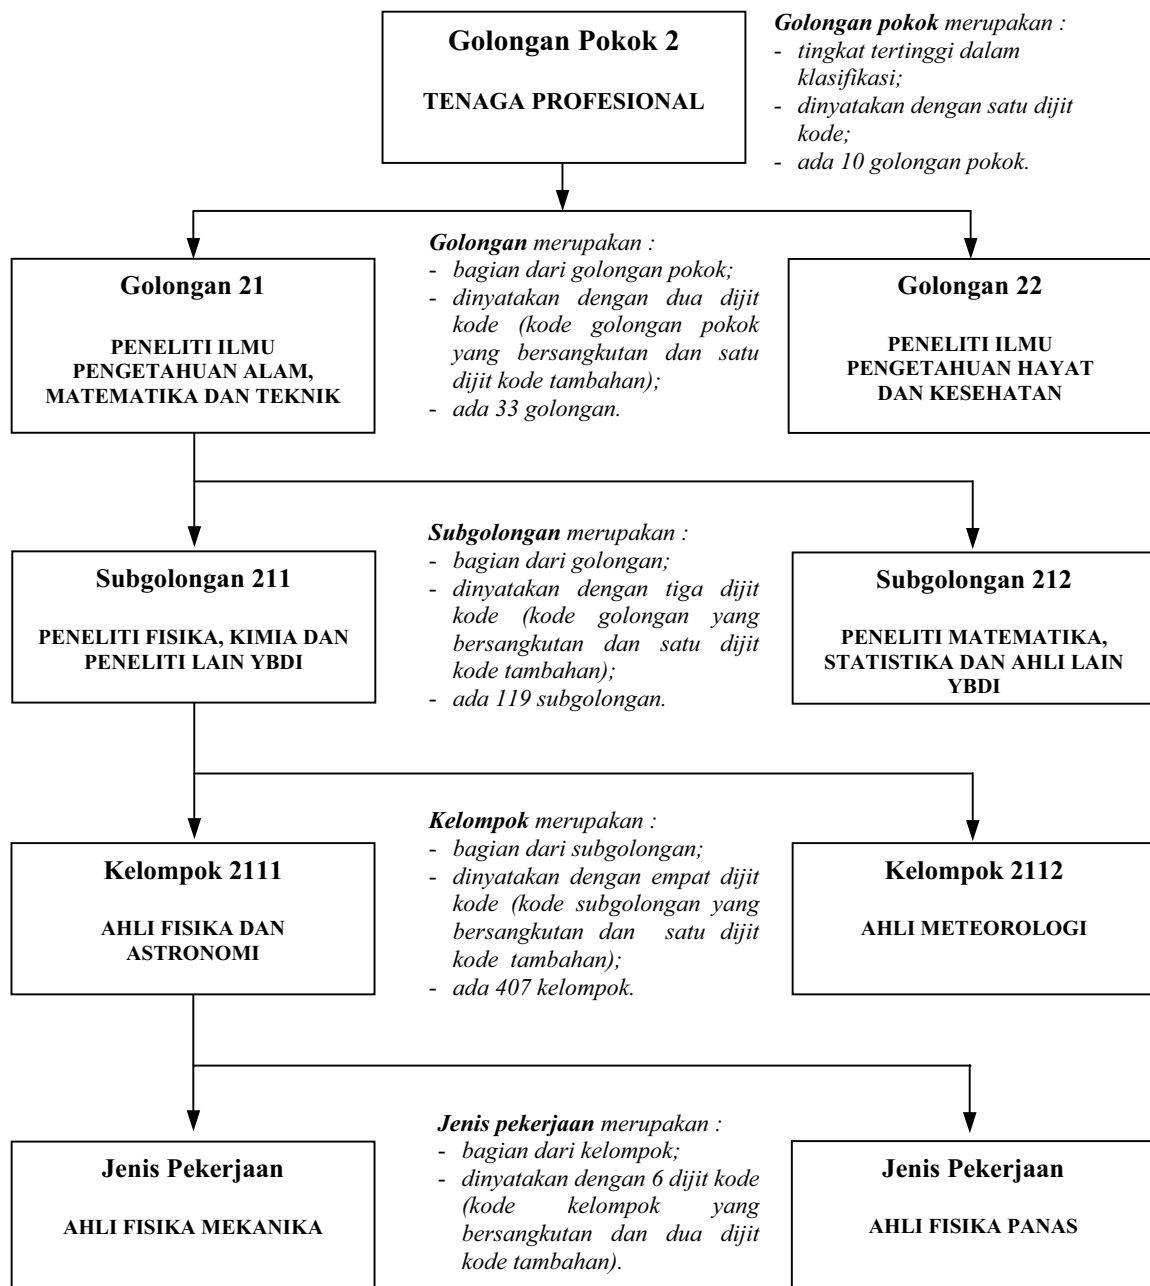 Golongan Pokok 2
TENAGA PROFESIONAL
Golongan pokok merupakan :
- tingkat tertinggi dalam
klasifikasi;
- dinyatakan dengan satu dijit
kode;
- ada 10 golongan pokok.
Golongan 21
PENELITI ILMU
PENGETAHUAN ALAM,
MATEMATIKA DAN TEKNIK
Golongan merupakan :
- bagian dari golongan pokok;
- dinyatakan dengan dua dijit
kode (kode golongan pokok
yang bersangkutan dan satu
dijit kode tambahan);
- ada 33 golongan.
Golongan 22
PENELITI ILMU
PENGETAHUAN HAYAT
DAN KESEHATAN
Subgolongan 211
PENELITI FISIKA, KIMIA DAN
PENELITI LAIN YBDI
Subgolongan merupakan :
- bagian dari golongan;
- dinyatakan dengan tiga dijit
kode (kode golongan yang
bersangkutan dan satu dijit
kode tambahan);
- ada 119 subgolongan.
Subgolongan 212
PENELITI MATEMATIKA,
STATISTIKA DAN AHLI LAIN
YBDI
Kelompok 2111
AHLI FISIKA DAN
ASTRONOMI
Kelompok merupakan :
- bagian dari subgolongan;
- dinyatakan dengan empat dijit
kode (kode subgolongan yang
bersangkutan dan satu dijit
kode tambahan);
- ada 407 kelompok.
Kelompok 2112
AHLI METEOROLOGI
Jenis Pekerjaan
AHLI FISIKA MEKANIKA
Jenis pekerjaan merupakan :
- bagian dari kelompok;
- dinyatakan dengan 6 dijit kode
(kode kelompok yang
bersangkutan dan dua dijit
kode tambahan).
Jenis Pekerjaan
AHLI FISIKA PANAS